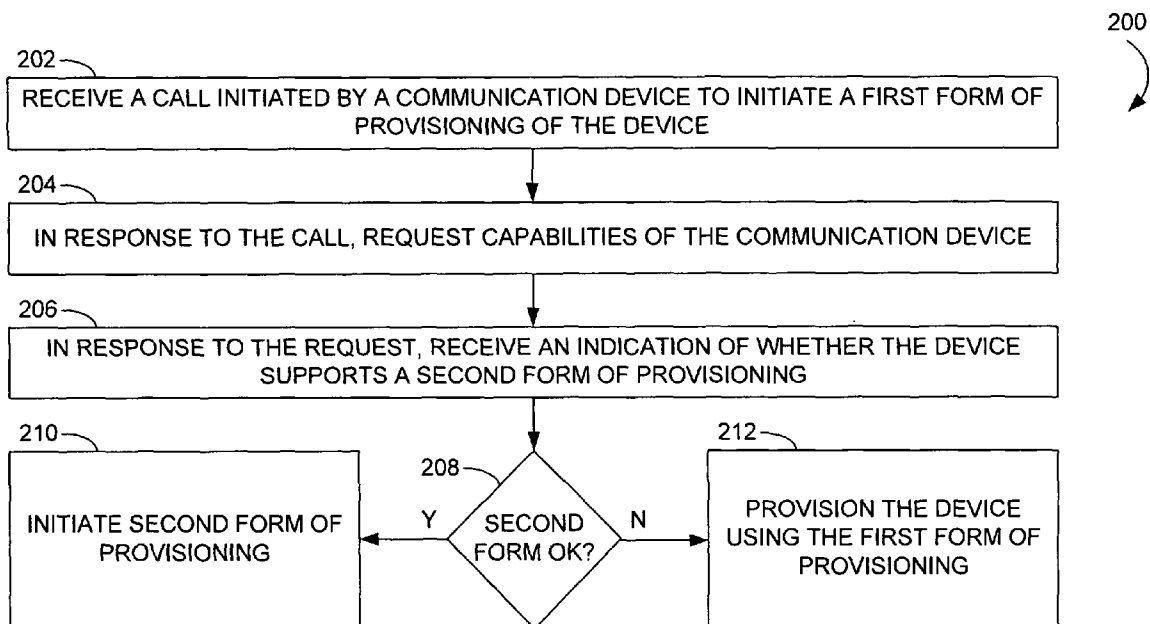 200
202
RECEIVE A CALL INITIATED BY A COMMUNICATION DEVICE TO INITIATE A FIRST FORM OF
PROVISIONING OF THE DEVICE
204
IN RESPONSE TO THE CALL, REQUEST CAPABILITIES OF THE COMMUNICATION DEVICE
206
IN RESPONSE TO THE REQUEST, RECEIVE AN INDICATION OF WHETHER THE DEVICE
SUPPORTS A SECOND FORM OF PROVISIONING
210
INITIATE SECOND FORM OF
PROVISIONING
208
Y
SECOND
FORM OK?
N
212
PROVISION THE DEVICE
USING THE FIRST FORM OF
PROVISIONING